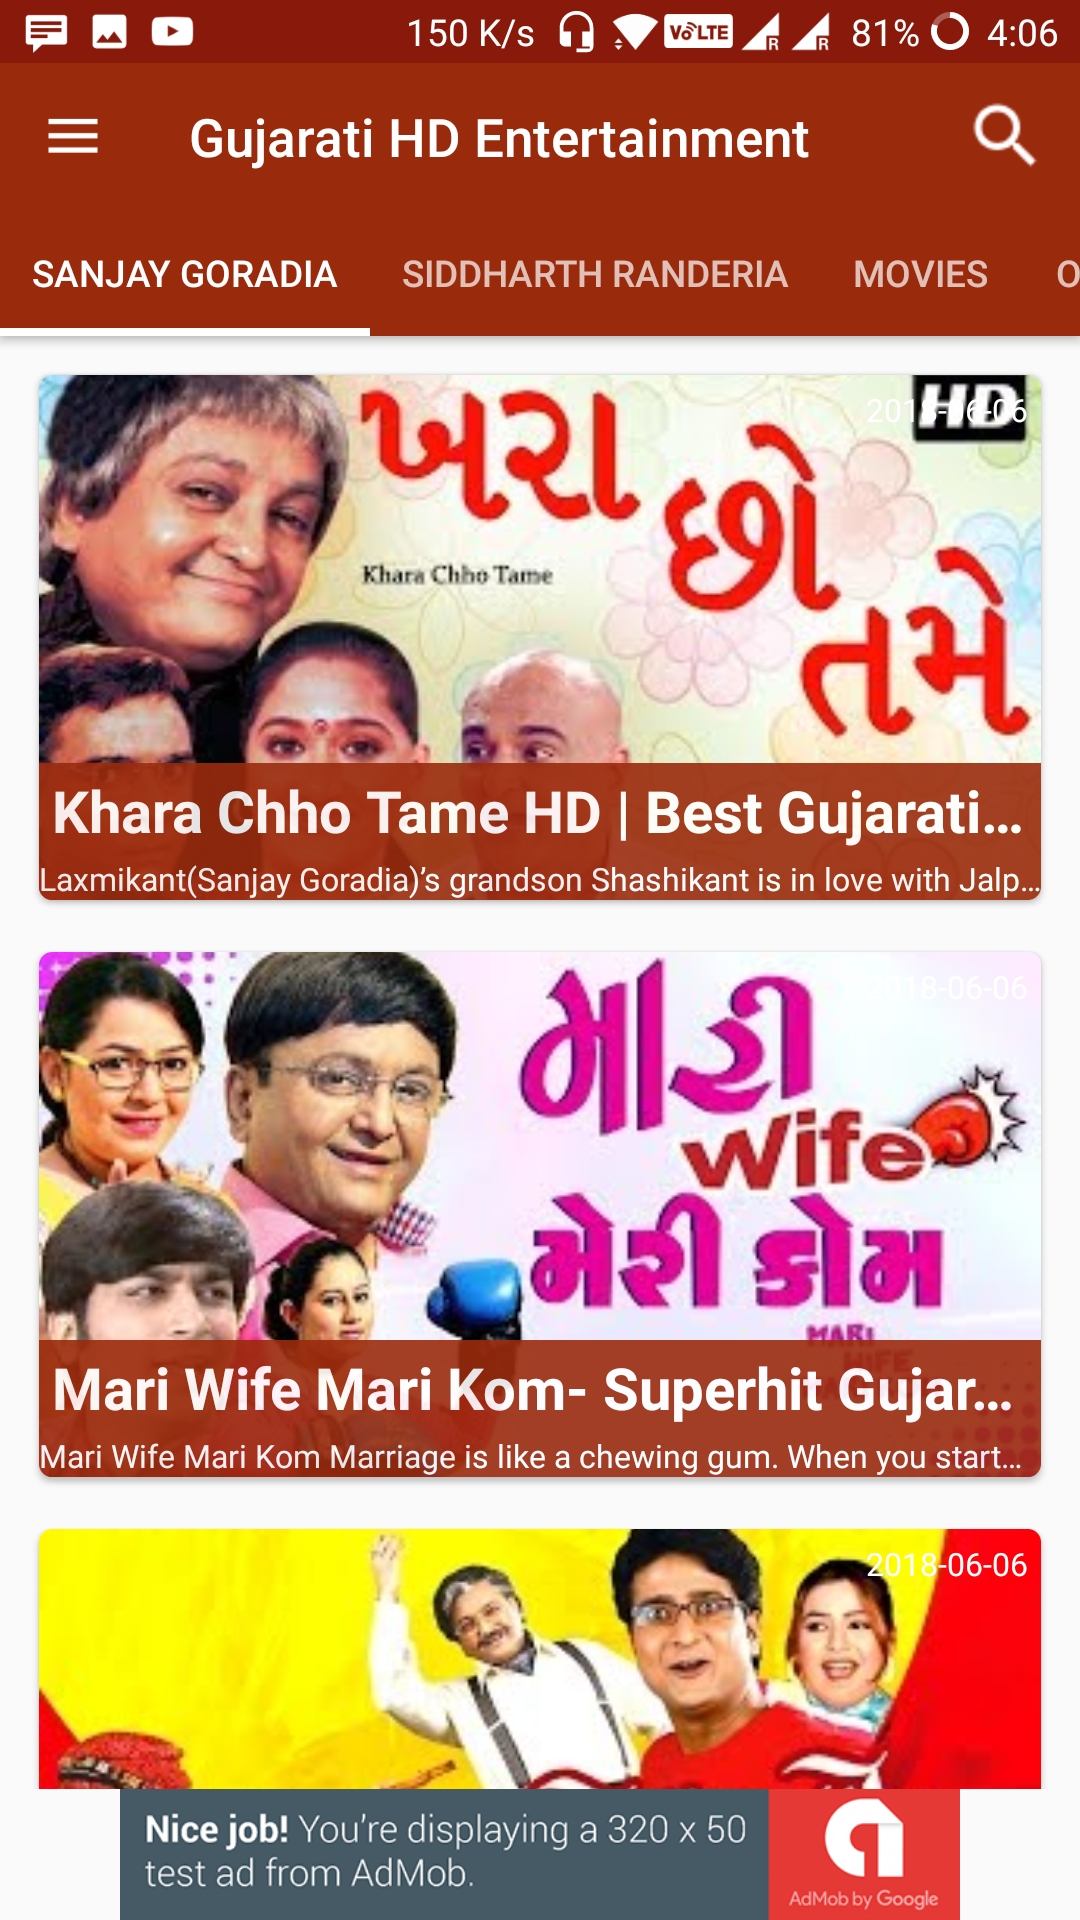 150 K/s VoLTE R R 81% 4:06
Gujarati HD Entertainment
SANJAY GORADIA SIDDHARTH RANDERIA MOVIES O
HD
2018-06-06
ખરા
છો
તમે
Khara Chho Tame
Khara Chho Tame HD | Best Gujarati...
Laxmikant(Sanjay Goradia)’s grandson Shashikant is in love with Jalp...
2018-06-06
મારી
Wife
મેરી કોમ
MARI
WIFE
Mari Wife Mari Kom- Superhit Gujar...
Mari Wife Mari Kom Marriage is like a chewing gum. When you start...
2018-06-06
Nice job! You’re displaying a 320 x 50
test ad from AdMob.
AdMob by Google